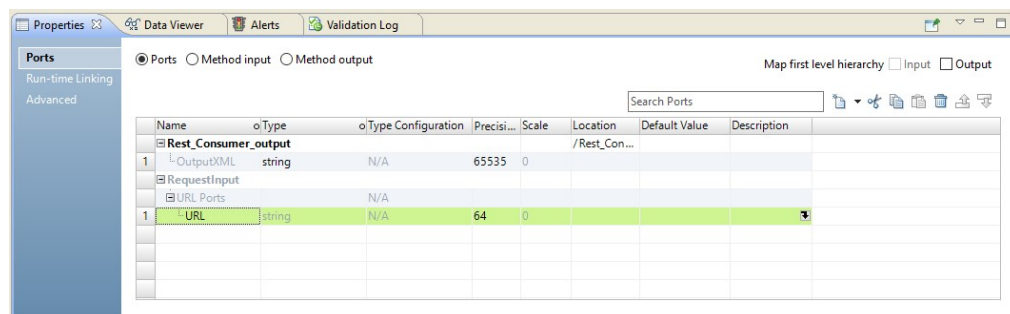 Properties Data Viewer Alerts Validation Log
Ports Ports Method input Method output
Map first level hierarchy Input Output
Run-time Linking
Advanced
Search Ports
Name Type Type Configuration Precisi... Scale Location Default Value Description
Rest_Consumer_output /Rest_Con...
1 OutputXML string N/A 65535 0
RequestInput
URL Ports N/A
1 URL string N/A 64 0